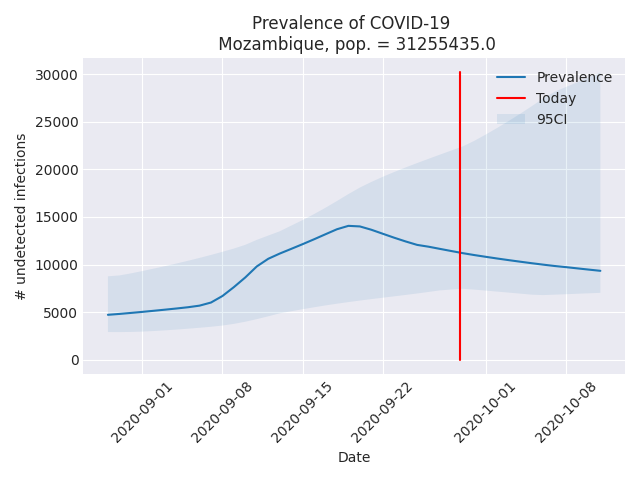 Prevalence of COVID-19
Mozambique, pop. = 31255435.0
Prevalence
Today
95CI
# undetected infections
30000
25000
20000
15000
10000
5000
0
2020-09-01
2020-09-08
2020-09-15
2020-09-22
2020-10-01
2020-10-08
Date